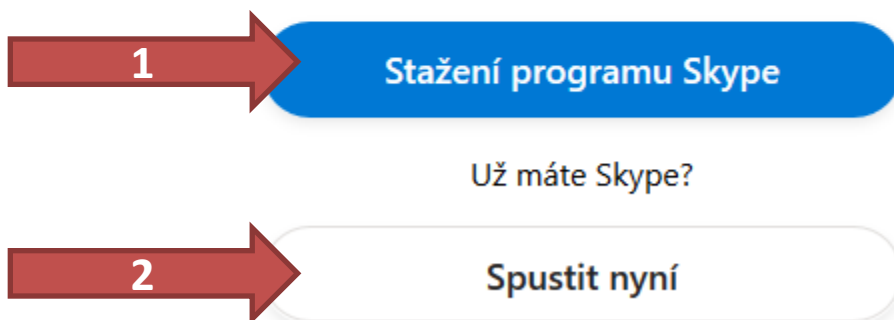 1
Stažení programu Skype
Už máte Skype?
2
Spustit nyní